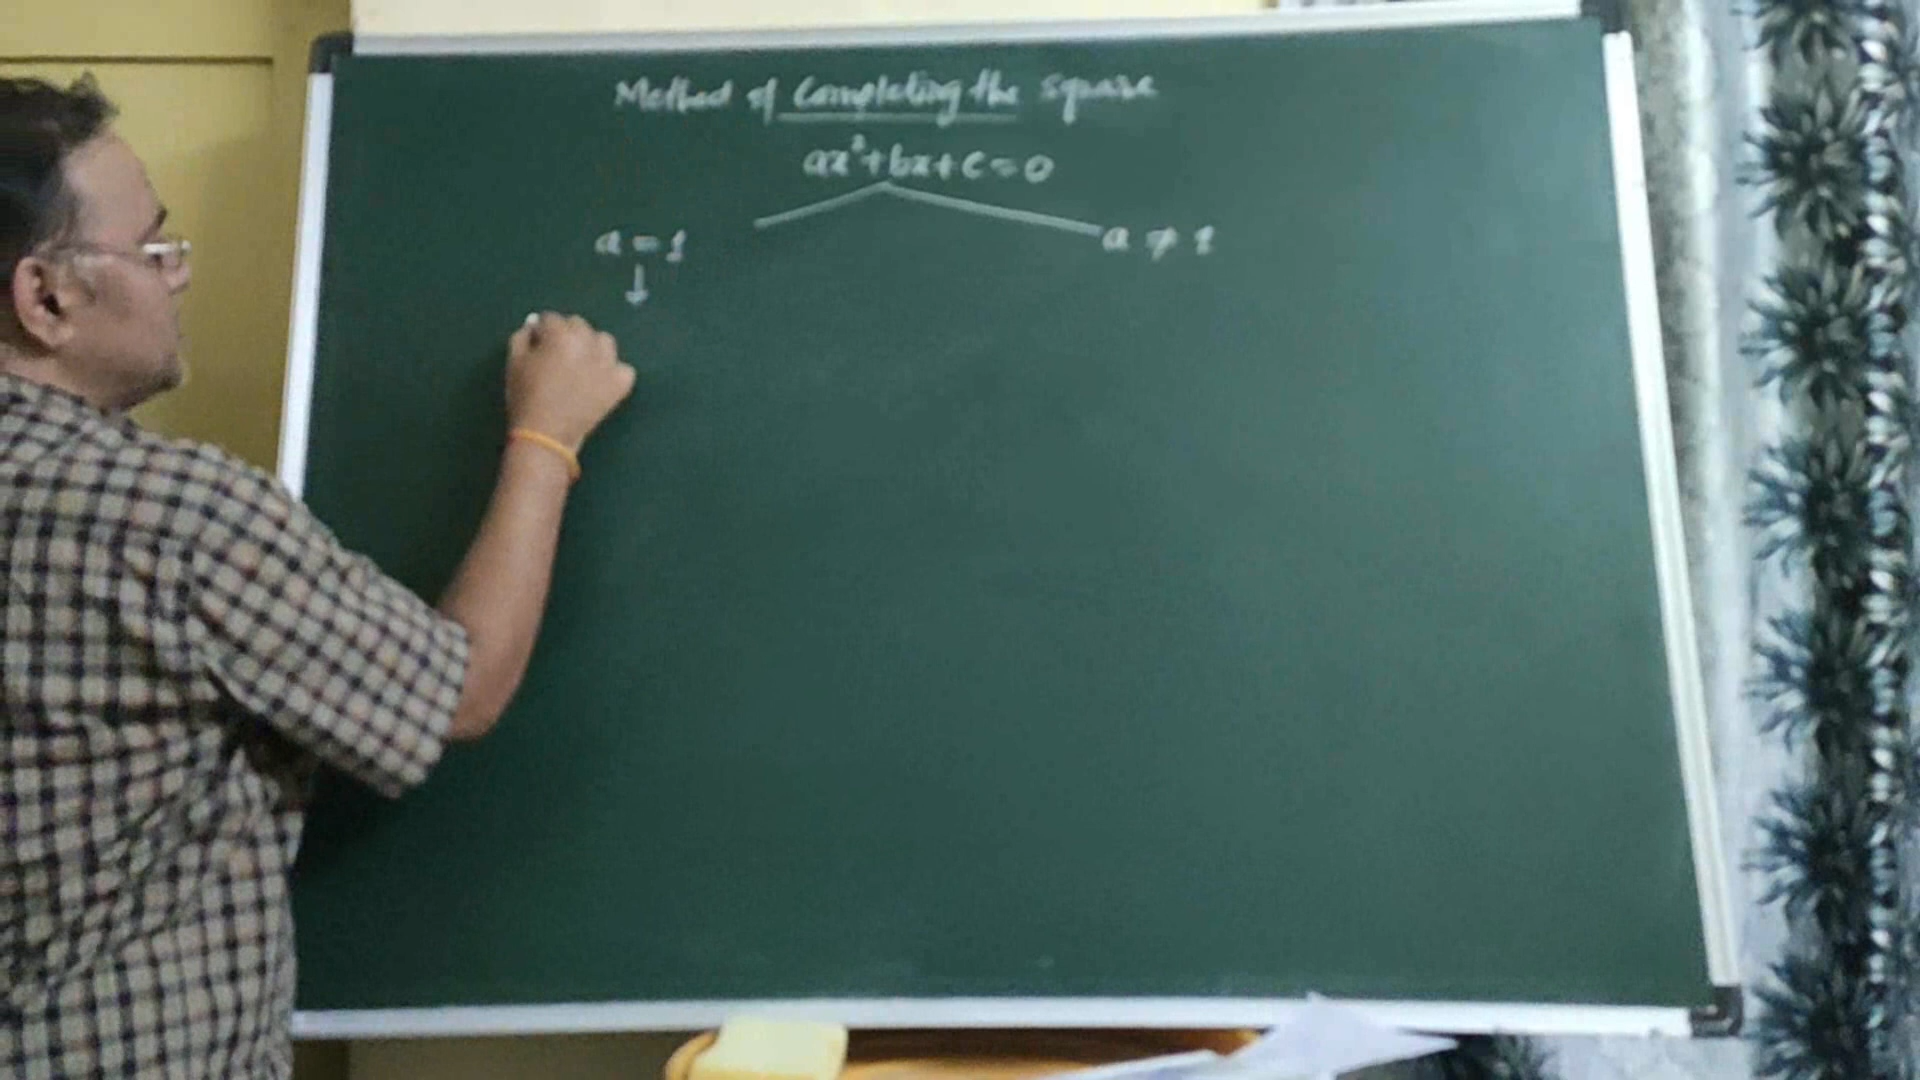 Method of Completing the square
ax²+bx+c=0
a = 1
a ≠ 1